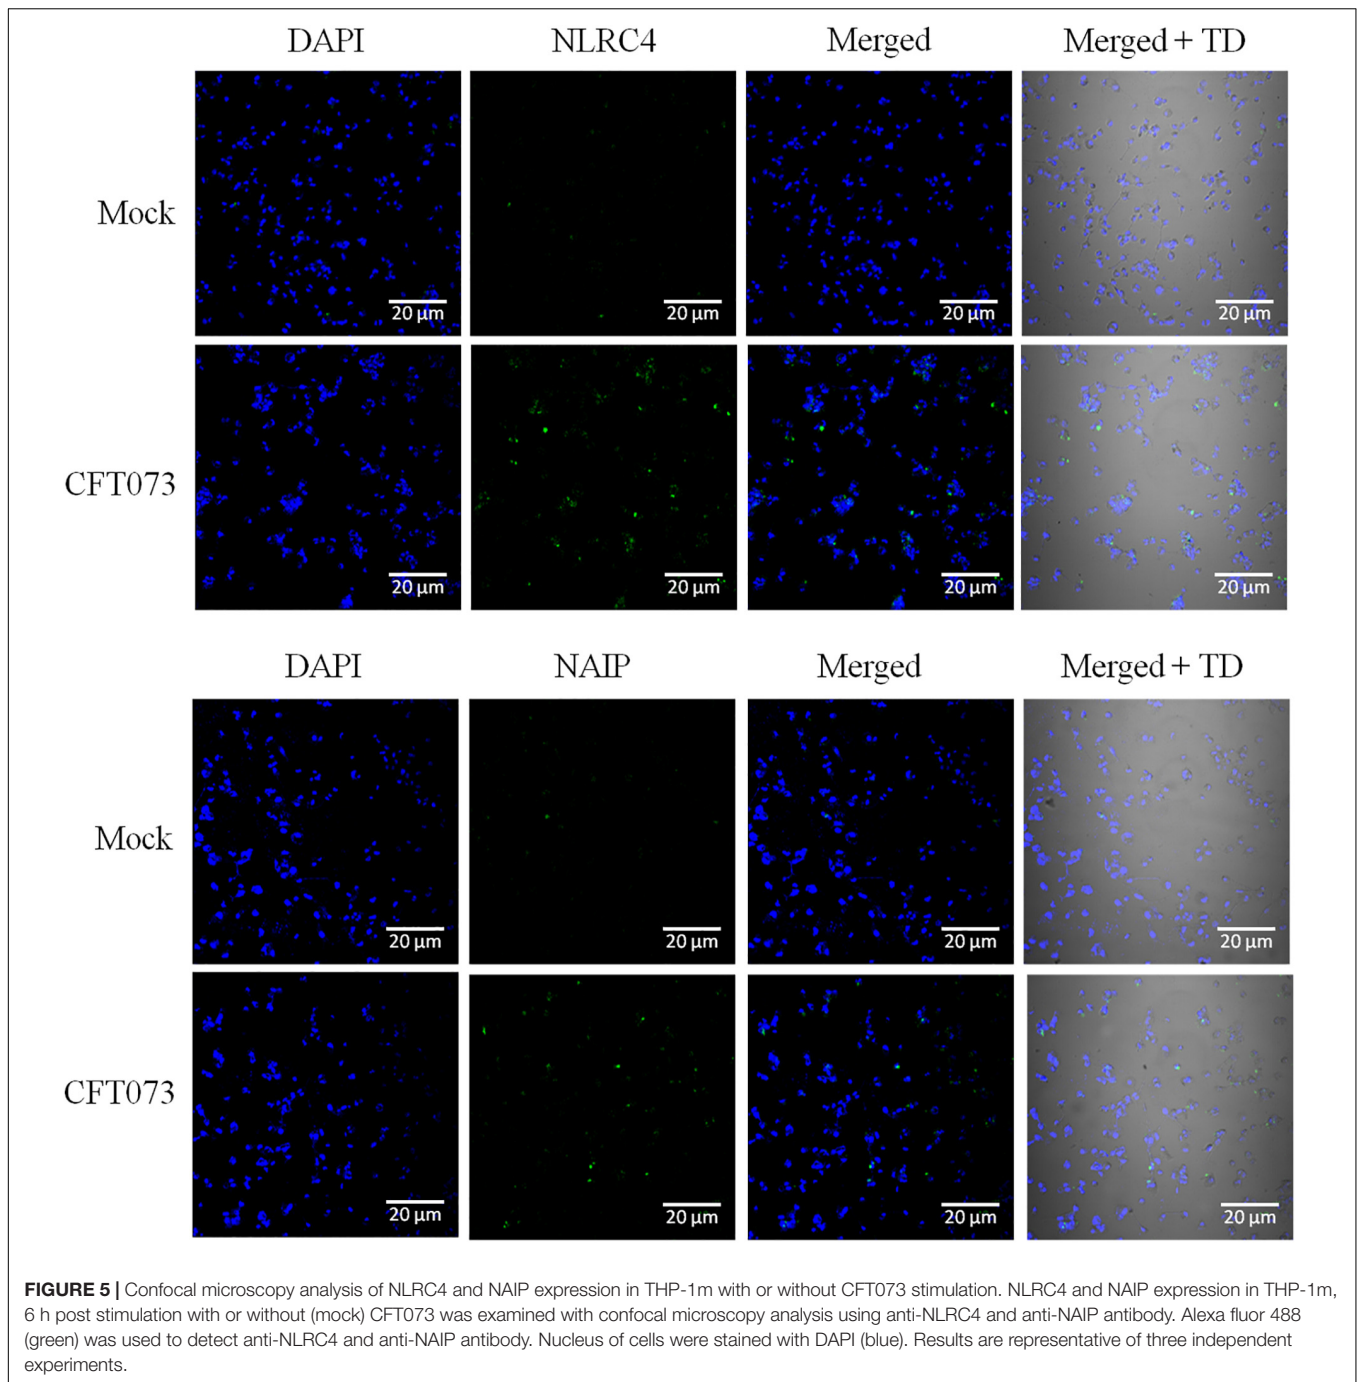 DAPI NLRC4 Merged Merged + TD
Mock
20 µm 20 µm 20 µm 20 µm
CFT073
20 µm 20 µm 20 µm 20 µm
DAPI NAIP Merged Merged + TD
Mock
20 µm 20 µm 20 µm 20 µm
CFT073
20 µm 20 µm 20 µm 20 µm
FIGURE 5 | Confocal microscopy analysis of NLRC4 and NAIP expression in THP-1m with or without CFT073 stimulation. NLRC4 and NAIP expression in THP-1m,
6 h post stimulation with or without (mock) CFT073 was examined with confocal microscopy analysis using anti-NLRC4 and anti-NAIP antibody. Alexa fluor 488
(green) was used to detect anti-NLRC4 and anti-NAIP antibody. Nucleus of cells were stained with DAPI (blue). Results are representative of three independent
experiments.